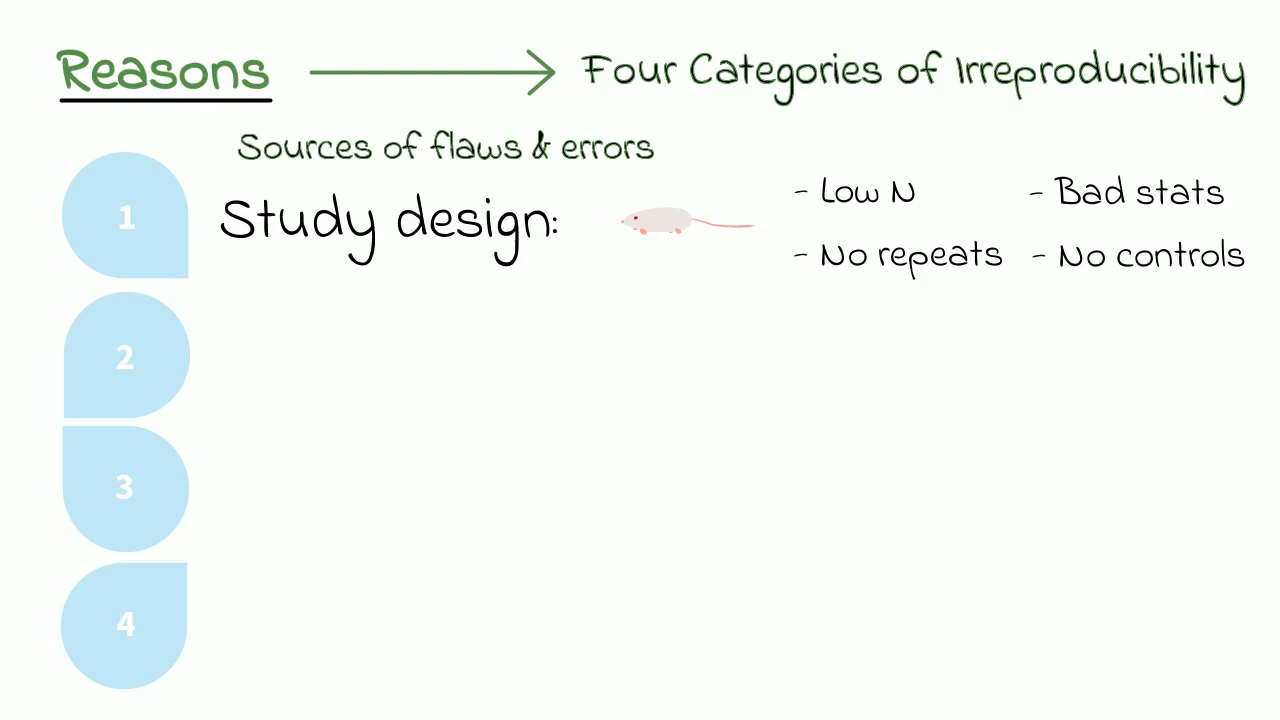 Reasons
Four Categories of Irreproducibility
Sources of flaws & errors
1
Study design:
- Low N
- Bad stats
- No repeats
- No controls
2
3
4